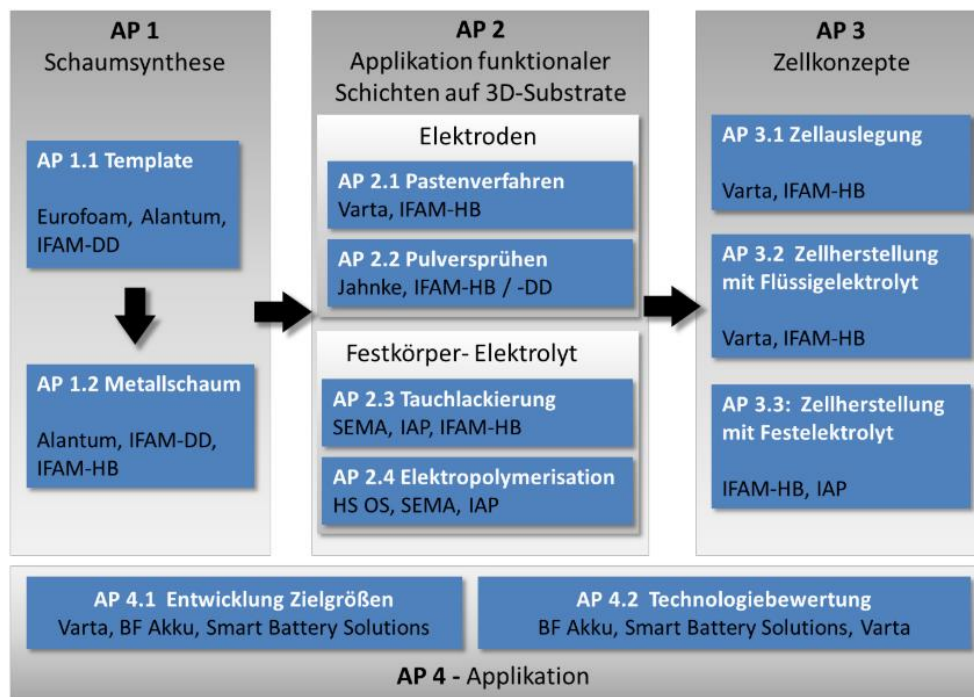 AP 1
Schaumsynthese
AP 1.1 Template
Eurofoam, Alantum,
IFAM-DD
AP 1.2 Metallschaum
Alantum, IFAM-DD,
IFAM-HB
AP 2
Applikation funktionaler
Schichten auf 3D-Substrate
Elektroden
AP 2.1 Pastenverfahren
Varta, IFAM-HB
AP 2.2 Pulversprühen
Jahnke, IFAM-HB / -DD
Festkörper- Elektrolyt
AP 2.3 Tauchlackierung
SEMA, IAP, IFAM-HB
AP 2.4 Elektropolymerisation
HS OS, SEMA, IAP
AP 3
Zellkonzepte
AP 3.1 Zellauslegung
Varta, IFAM-HB
AP 3.2 Zellherstellung
mit Flüssigelektrolyt
Varta, IFAM-HB
AP 3.3: Zellherstellung
mit Festelektrolyt
IFAM-HB, IAP
AP 4.1 Entwicklung Zielgrößen
Varta, BF Akku, Smart Battery Solutions
AP 4.2 Technologiebewertung
BF Akku, Smart Battery Solutions, Varta
AP 4 - Applikation